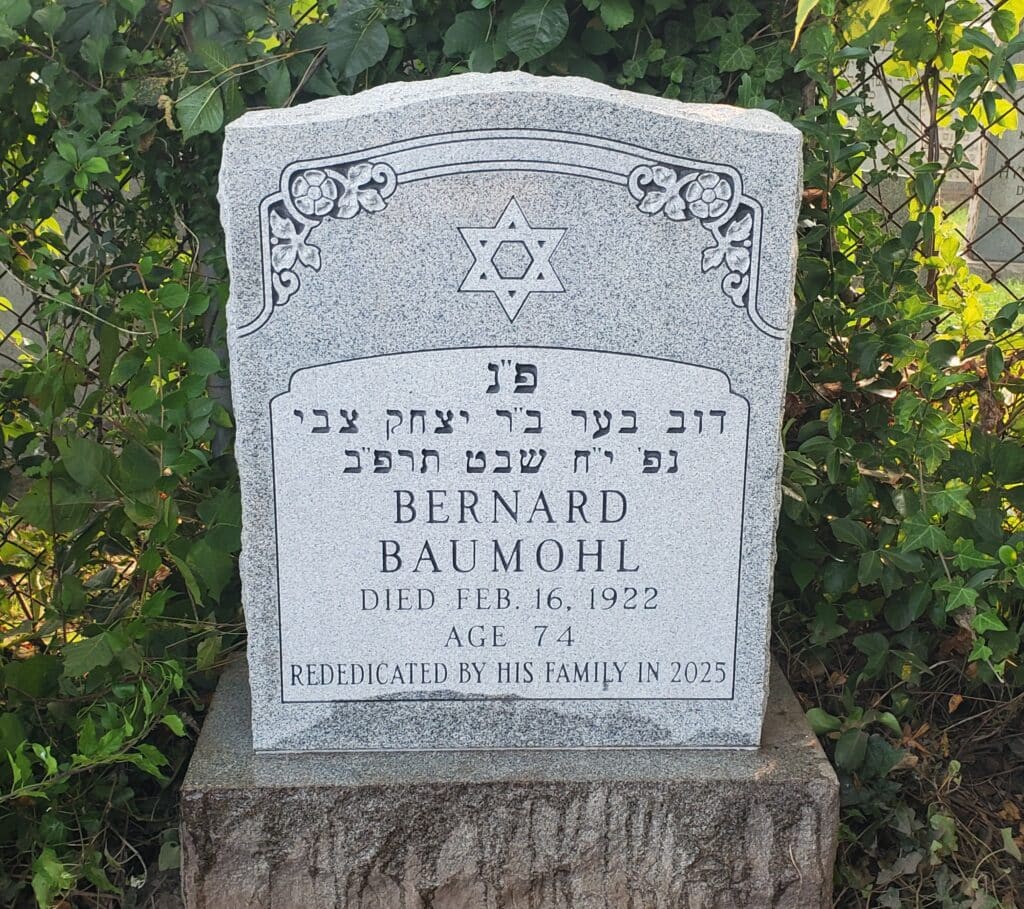 פ"נ
דוב בער ב"ר יצחק צבי
נפ' י"ח שבט תרפ"ב
BERNARD
BAUMOHL
DIED FEB. 16, 1922
AGE 74
REDEDICATED BY HIS FAMILY IN 2025